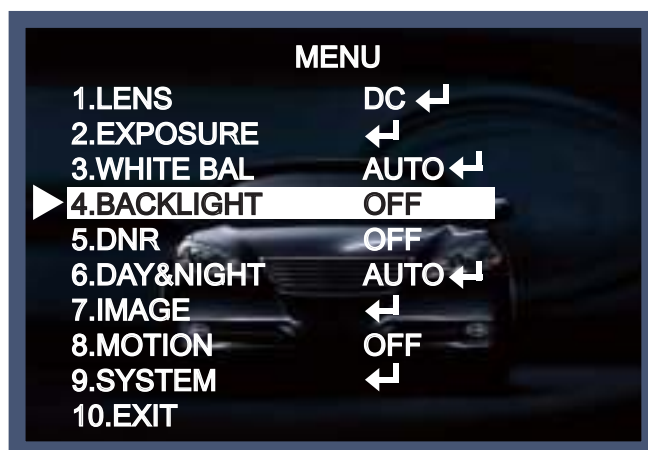 MENU
1.LENS DC ↵
2.EXPOSURE ↵
3.WHITE BAL AUTO ↵
4.BACKLIGHT OFF
5.DNR OFF
6.DAY&NIGHT AUTO ↵
7.IMAGE ↵
8.MOTION OFF
9.SYSTEM ↵
10.EXIT